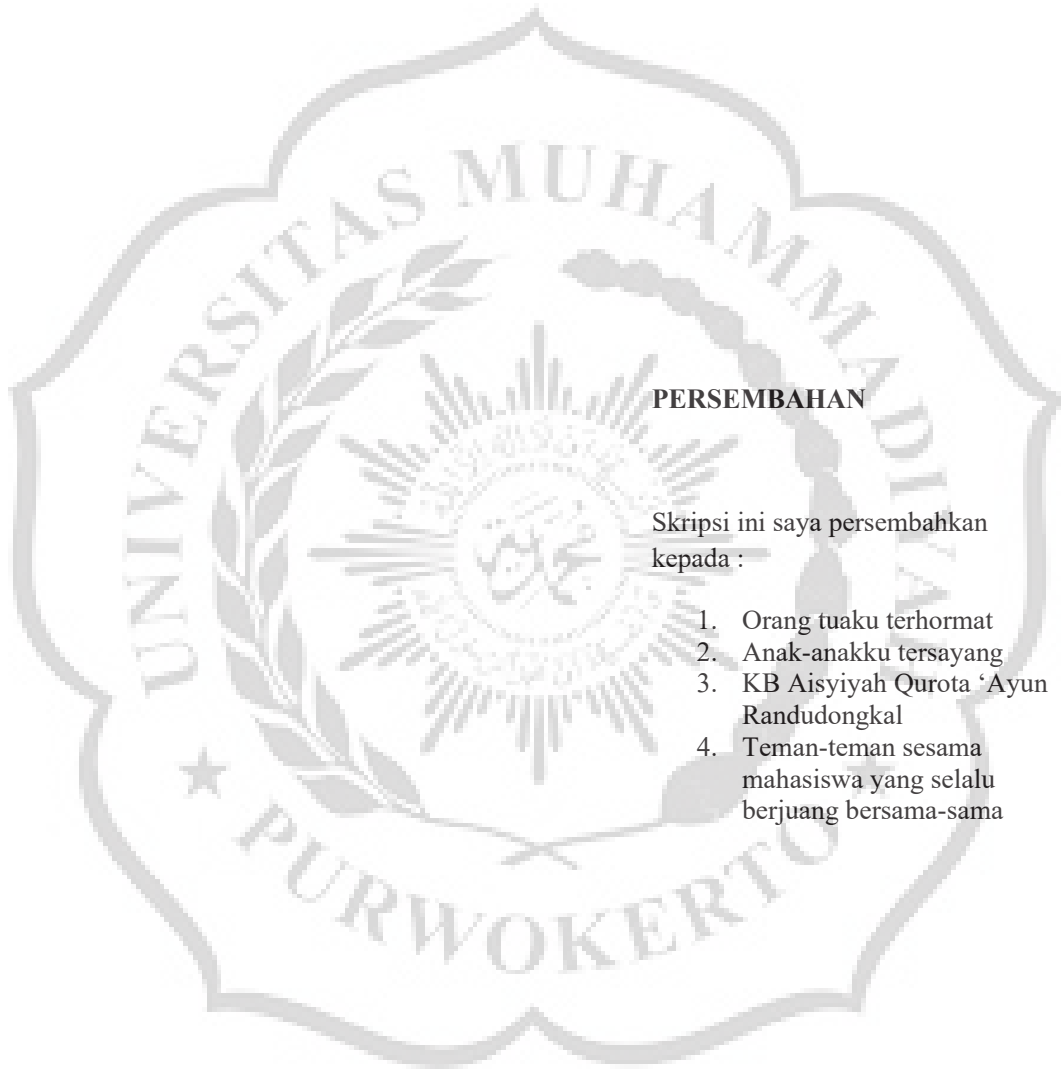 UNIVERSITAS MUHAMMADIYAH
PURWOKERTO
PERSEMBAHAN
Skripsi ini saya persembahkan
kepada :
1. Orang tuaku terhormat
2. Anak-anakku tersayang
3. KB Aisyiyah Qurota ‘Ayun
Randudongkal
4. Teman-teman sesama
mahasiswa yang selalu
berjuang bersama-sama